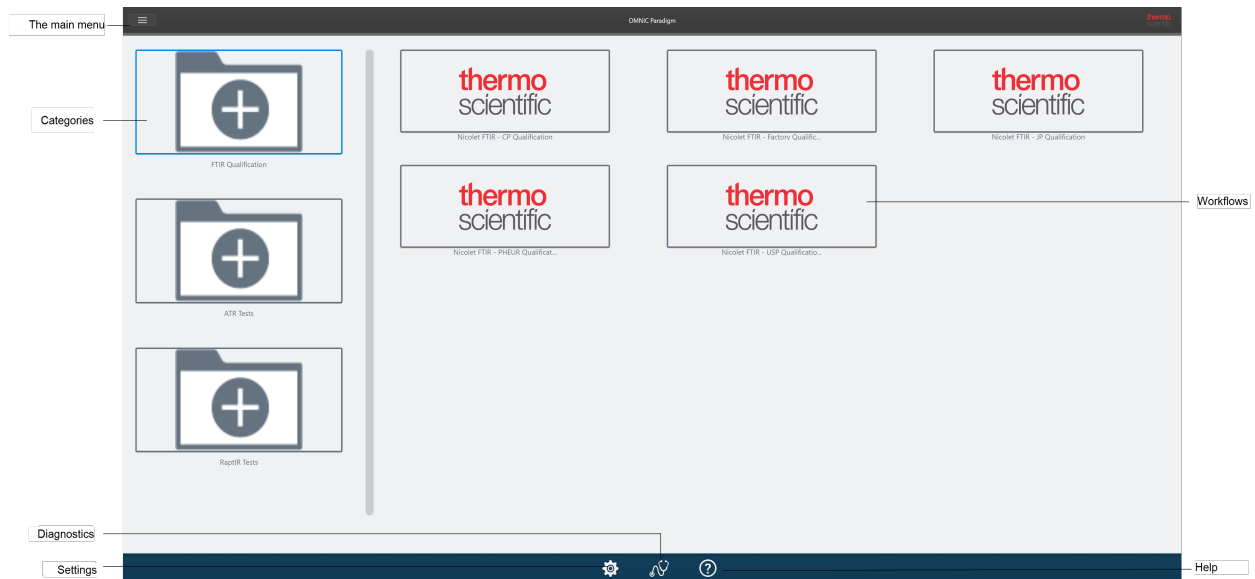 The main menu
OMNIC Paradigm
thermo
scientific
Categories
FTIR Qualification
ATR Tests
RaptIR Tests
thermo
scientific
Nicolet FTIR - CP Qualification
thermo
scientific
Nicolet FTIR - Factory Qualific...
thermo
scientific
Nicolet FTIR - JP Qualification
thermo
scientific
Nicolet FTIR - PHEUR Qualificat...
thermo
scientific
Nicolet FTIR - USP Qualificatio...
Workflows
Diagnostics
Settings
?
Help